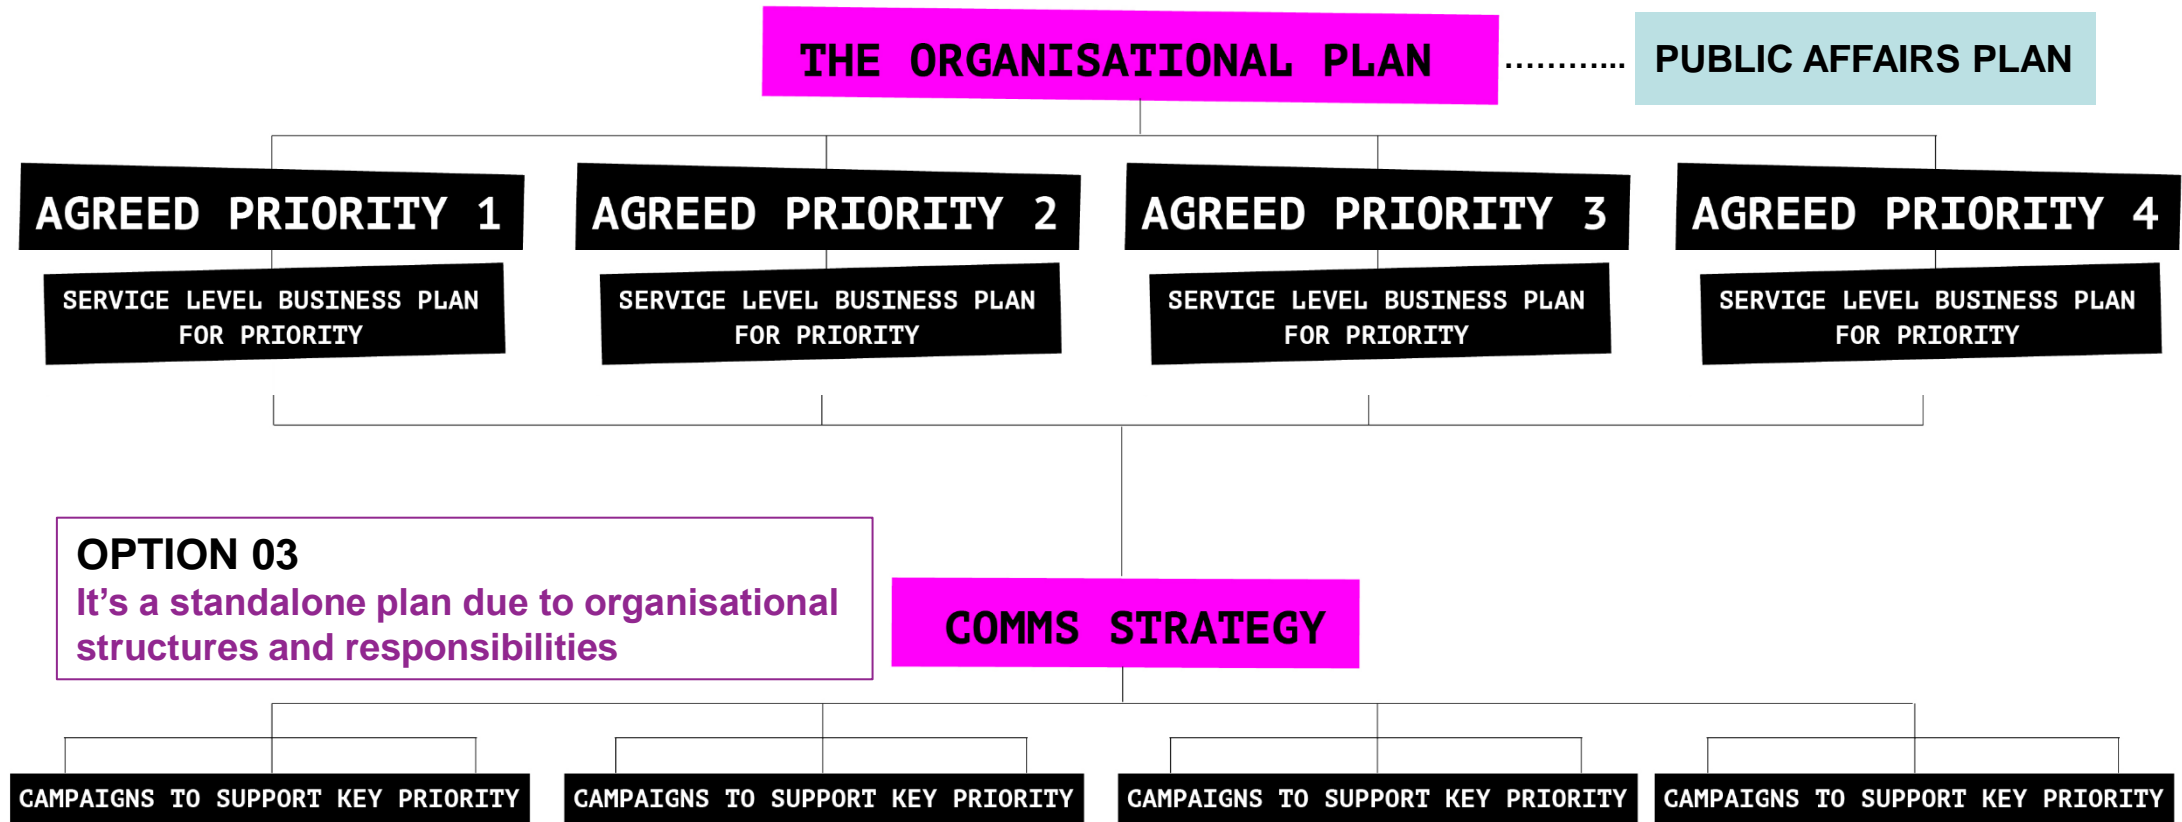 THE ORGANISATIONAL PLAN ............ PUBLIC AFFAIRS PLAN
AGREED PRIORITY 1
AGREED PRIORITY 2
AGREED PRIORITY 3
AGREED PRIORITY 4
SERVICE LEVEL BUSINESS PLAN
FOR PRIORITY
SERVICE LEVEL BUSINESS PLAN
FOR PRIORITY
SERVICE LEVEL BUSINESS PLAN
FOR PRIORITY
SERVICE LEVEL BUSINESS PLAN
FOR PRIORITY
OPTION 03
It’s a standalone plan due to organisational
structures and responsibilities
COMMS STRATEGY
CAMPAIGNS TO SUPPORT KEY PRIORITY
CAMPAIGNS TO SUPPORT KEY PRIORITY
CAMPAIGNS TO SUPPORT KEY PRIORITY
CAMPAIGNS TO SUPPORT KEY PRIORITY